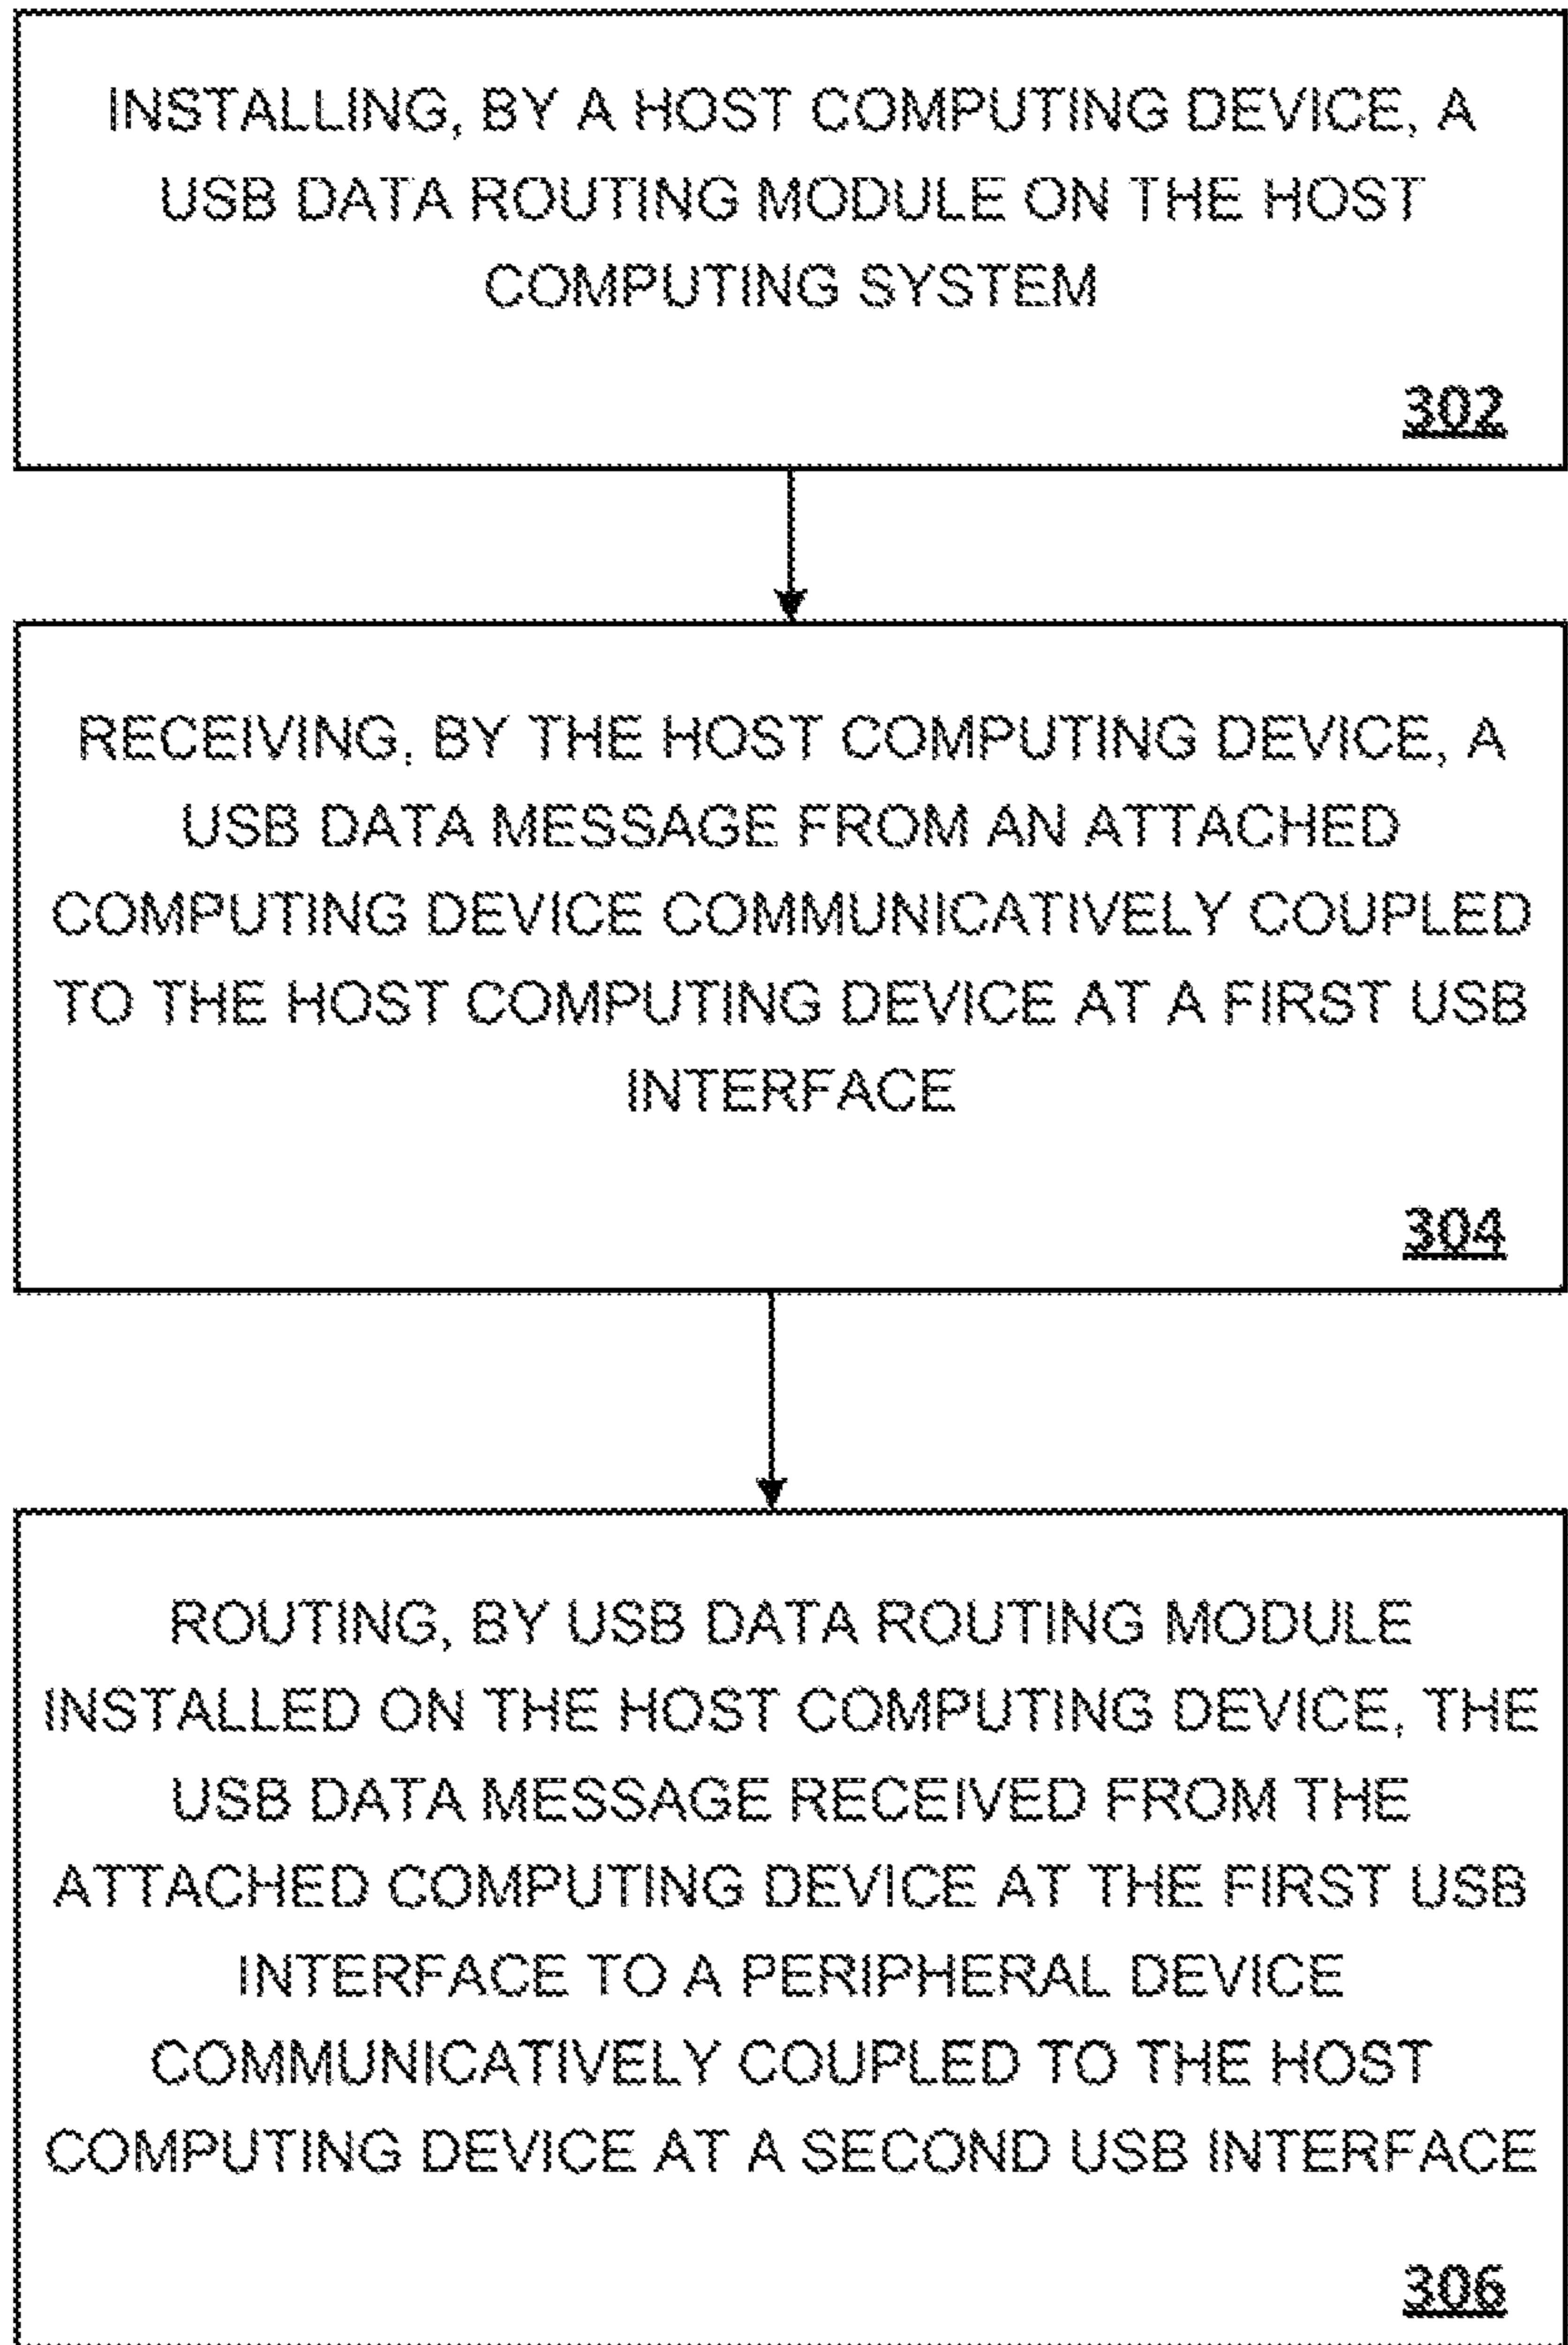 INSTALLING, BY A HOST COMPUTING DEVICE, A
USB DATA ROUTING MODULE ON THE HOST
COMPUTING SYSTEM
302
RECEIVING, BY THE HOST COMPUTING DEVICE, A
USB DATA MESSAGE FROM AN ATTACHED
COMPUTING DEVICE COMMUNICATIVELY COUPLED
TO THE HOST COMPUTING DEVICE AT A FIRST USB
INTERFACE
304
ROUTING, BY USB DATA ROUTING MODULE
INSTALLED ON THE HOST COMPUTING DEVICE, THE
USB DATA MESSAGE RECEIVED FROM THE
ATTACHED COMPUTING DEVICE AT THE FIRST USB
INTERFACE TO A PERIPHERAL DEVICE
COMMUNICATIVELY COUPLED TO THE HOST
COMPUTING DEVICE AT A SECOND USB INTERFACE
306